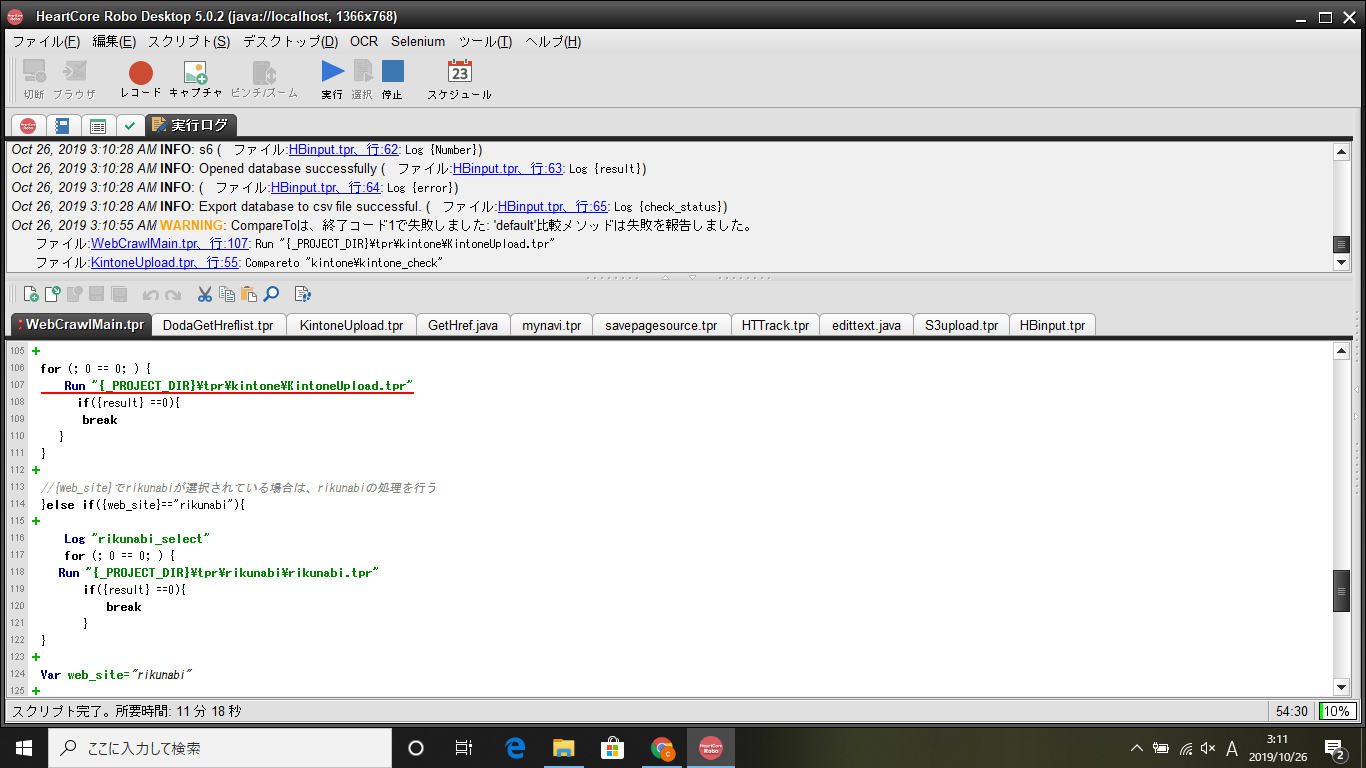 HeartCore Robo Desktop 5.0.2 (java://localhost, 1366x768)
ファイル(F) 編集(E) スクリプト(S) デスクトップ(D) OCR Selenium ツール(T) ヘルプ(H)
23
切断 ブラウザ レコード キャプチャ ピンチ/ズーム 実行 選択 停止 スケジュール
実行ログ
Oct 26, 2019 3:10:28 AM INFO: s6 ( ファイル:HBinput.tpr、行:62: Log {Number})
Oct 26, 2019 3:10:28 AM INFO: Opened database successfully ( ファイル:HBinput.tpr、行:63: Log {result})
Oct 26, 2019 3:10:28 AM INFO: ( ファイル:HBinput.tpr、行:64: Log {error})
Oct 26, 2019 3:10:28 AM INFO: Export database to csv file successful. ( ファイル:HBinput.tpr、行:65: Log {check_status})
Oct 26, 2019 3:10:55 AM WARNING: CompareToは、終了コード1で失敗しました: 'default'比較メソッドは失敗を報告しました。
ファイル:WebCrawlMain.tpr、行:107: Run "{_PROJECT_DIR}¥tpr¥kintone¥KintoneUpload.tpr"
ファイル:KintoneUpload.tpr、行:55: Compareto "kintone¥kintone_check"
WebCrawlMain.tpr DodaGetHreflist.tpr KintoneUpload.tpr GetHref.java mynavi.tpr savepagesource.tpr HTTrack.tpr edittext.java S3upload.tpr HBinput.tpr
105
106 for (; 0 == 0; ) {
107 Run "{_PROJECT_DIR}¥tpr¥kintone¥KintoneUpload.tpr"
108 if({result} ==0){
109 break
110 }
111 }
112
113 //{web_site}でrikunabiが選択されている場合は、rikunabiの処理を行う
114 }else if({web_site}=="rikunabi"){
115
116 Log "rikunabi_select"
117 for (; 0 == 0; ) {
118 Run "{_PROJECT_DIR}¥tpr¥rikunabi¥rikunabi.tpr"
119 if({result} ==0){
120 break
121 }
122 }
123
124 Var web_site="rikunabi"
125
スクリプト完了。所要時間: 11 分 18 秒 54:30 10%
ここに入力して検索 A 3:11
2019/10/26 2